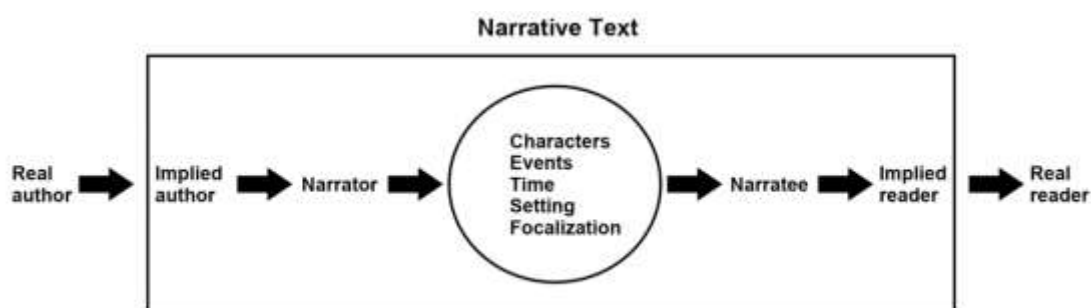 Narrative Text
Real
author
Implied
author
Narrator
Characters
Events
Time
Setting
Focalization
Narratee
Implied
reader
Real
reader